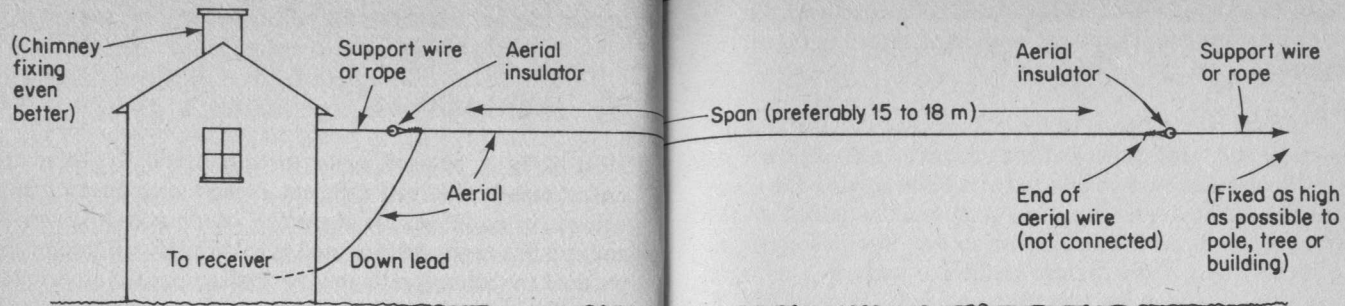 (Chimney
fixing
even
better)
Support wire
or rope
Aerial
insulator
Span (preferably 15 to 18 m)
Aerial
insulator
Support wire
or rope
Aerial
To receiver
Down lead
End of
aerial wire
(not connected)
(Fixed as high
as possible to
pole, tree or
building)